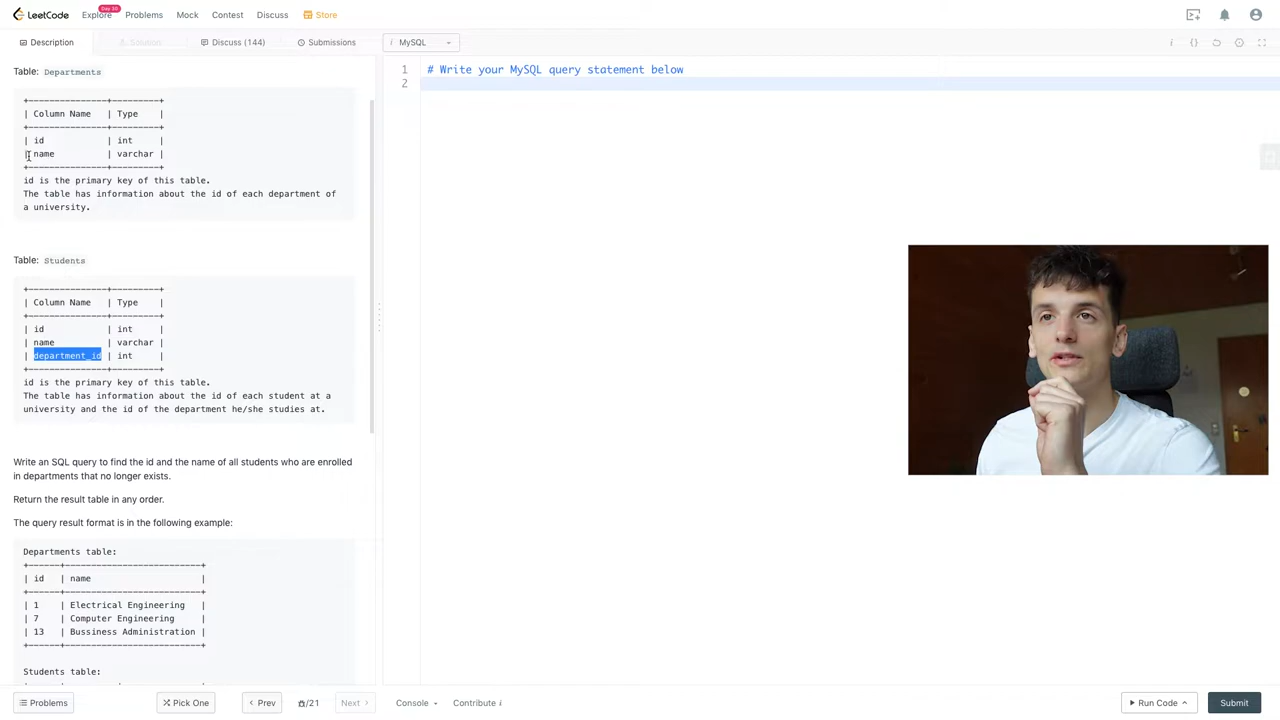 LeetCode
Explore
Day 20
Problems
Mock
Contest
Discuss
Store
Description
Solution
Discuss (144)
Submissions
i MySQL
Table: Departments
+---------------+---------+
| Column Name | Type |
+---------------+---------+
| id | int |
| name | varchar |
+---------------+---------+
id is the primary key of this table.
The table has information about the id of each department of
a university.
Table: Students
+---------------+---------+
| Column Name | Type |
+---------------+---------+
| id | int |
| name | varchar |
| department_id | int |
+---------------+---------+
id is the primary key of this table.
The table has information about the id of each student at a
university and the id of the department he/she studies at.
Write an SQL query to find the id and the name of all students who are enrolled
in departments that no longer exists.
Return the result table in any order.
The query result format is in the following example:
Departments table:
+------+--------------------------+
| id | name |
+------+--------------------------+
| 1 | Electrical Engineering |
| 7 | Computer Engineering |
| 13 | Bussiness Administration |
+------+--------------------------+
Students table:
1 # Write your MySQL query statement below
2
Problems
Pick One
< Prev
/21
Next >
Console
Contribute i
Run Code
Submit